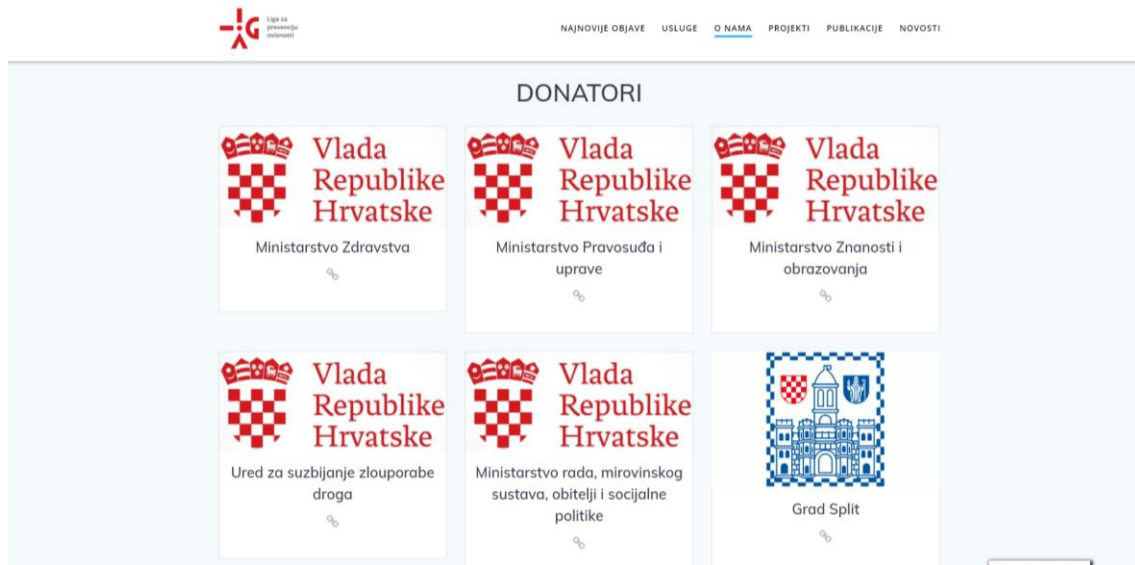 Liga za
prevenciju
ovisnosti
NAJNOVIJE OBJAVE USLUGE O NAMA PROJEKTI PUBLIKACIJE NOVOSTI
DONATORI
Vlada
Republike
Hrvatske
Ministarstvo Zdravstva
Vlada
Republike
Hrvatske
Ministarstvo Pravosuđa i
uprave
Vlada
Republike
Hrvatske
Ministarstvo Znanosti i
obrazovanja
Vlada
Republike
Hrvatske
Ured za suzbijanje zlouporabe
droga
Vlada
Republike
Hrvatske
Ministarstvo rada, mirovinskog
sustava, obitelji i socijalne
politike
Grad Split